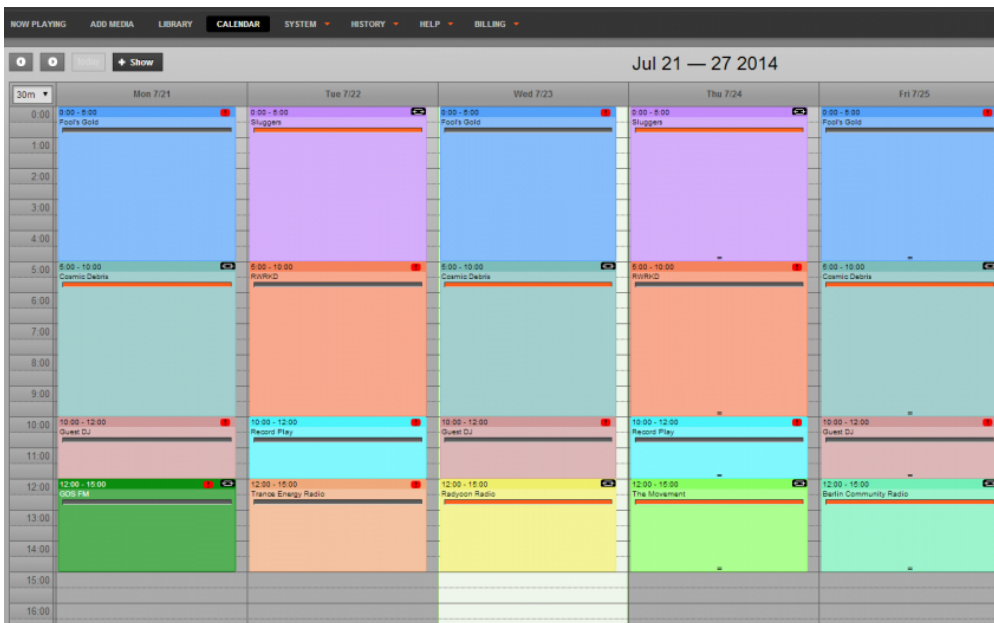 NOW PLAYING ADD MEDIA LIBRARY CALENDAR SYSTEM HISTORY HELP BILLING
+ Show
Jul 21 — 27 2014
30m Mon 7/21 Tue 7/22 Wed 7/23 Thu 7/24 Fri 7/25
0:00 0:00 - 5:00 0:00 - 5:00 0:00 - 5:00 0:00 - 5:00 0:00 - 5:00
Fool's Gold Sluggers Fool's Gold Sluggers Fool's Gold
1:00
2:00
3:00
4:00
5:00 5:00 - 10:00 5:00 - 10:00 5:00 - 10:00 5:00 - 10:00 5:00 - 10:00
Cosmic Debris RWRKD Cosmic Debris RWRKD Cosmic Debris
6:00
7:00
8:00
9:00
10:00 10:00 - 12:00 10:00 - 12:00 10:00 - 12:00 10:00 - 12:00 10:00 - 12:00
Guest DJ Record Play Guest DJ Record Play Guest DJ
11:00
12:00 12:00 - 15:00 12:00 - 15:00 12:00 - 15:00 12:00 - 15:00 12:00 - 15:00
GDS FM Trance Energy Radio Radyoon Radio The Movement Berlin Community Radio
13:00
14:00
15:00
16:00